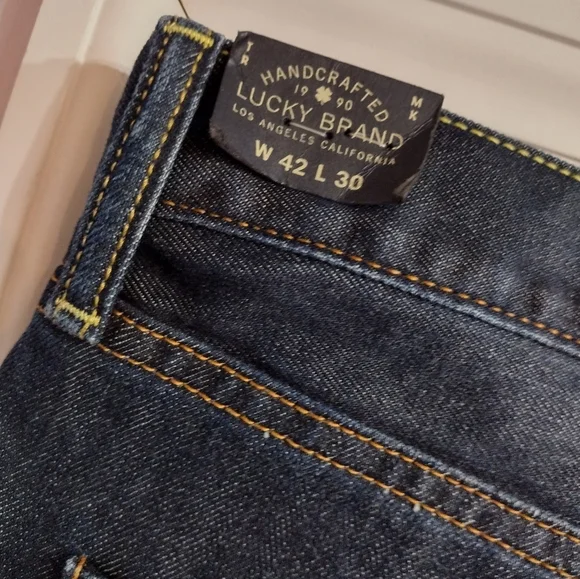 TR
MK
HANDCRAFTED
19 90
LUCKY BRAND
LOS ANGELES CALIFORNIA
W 42 L 30